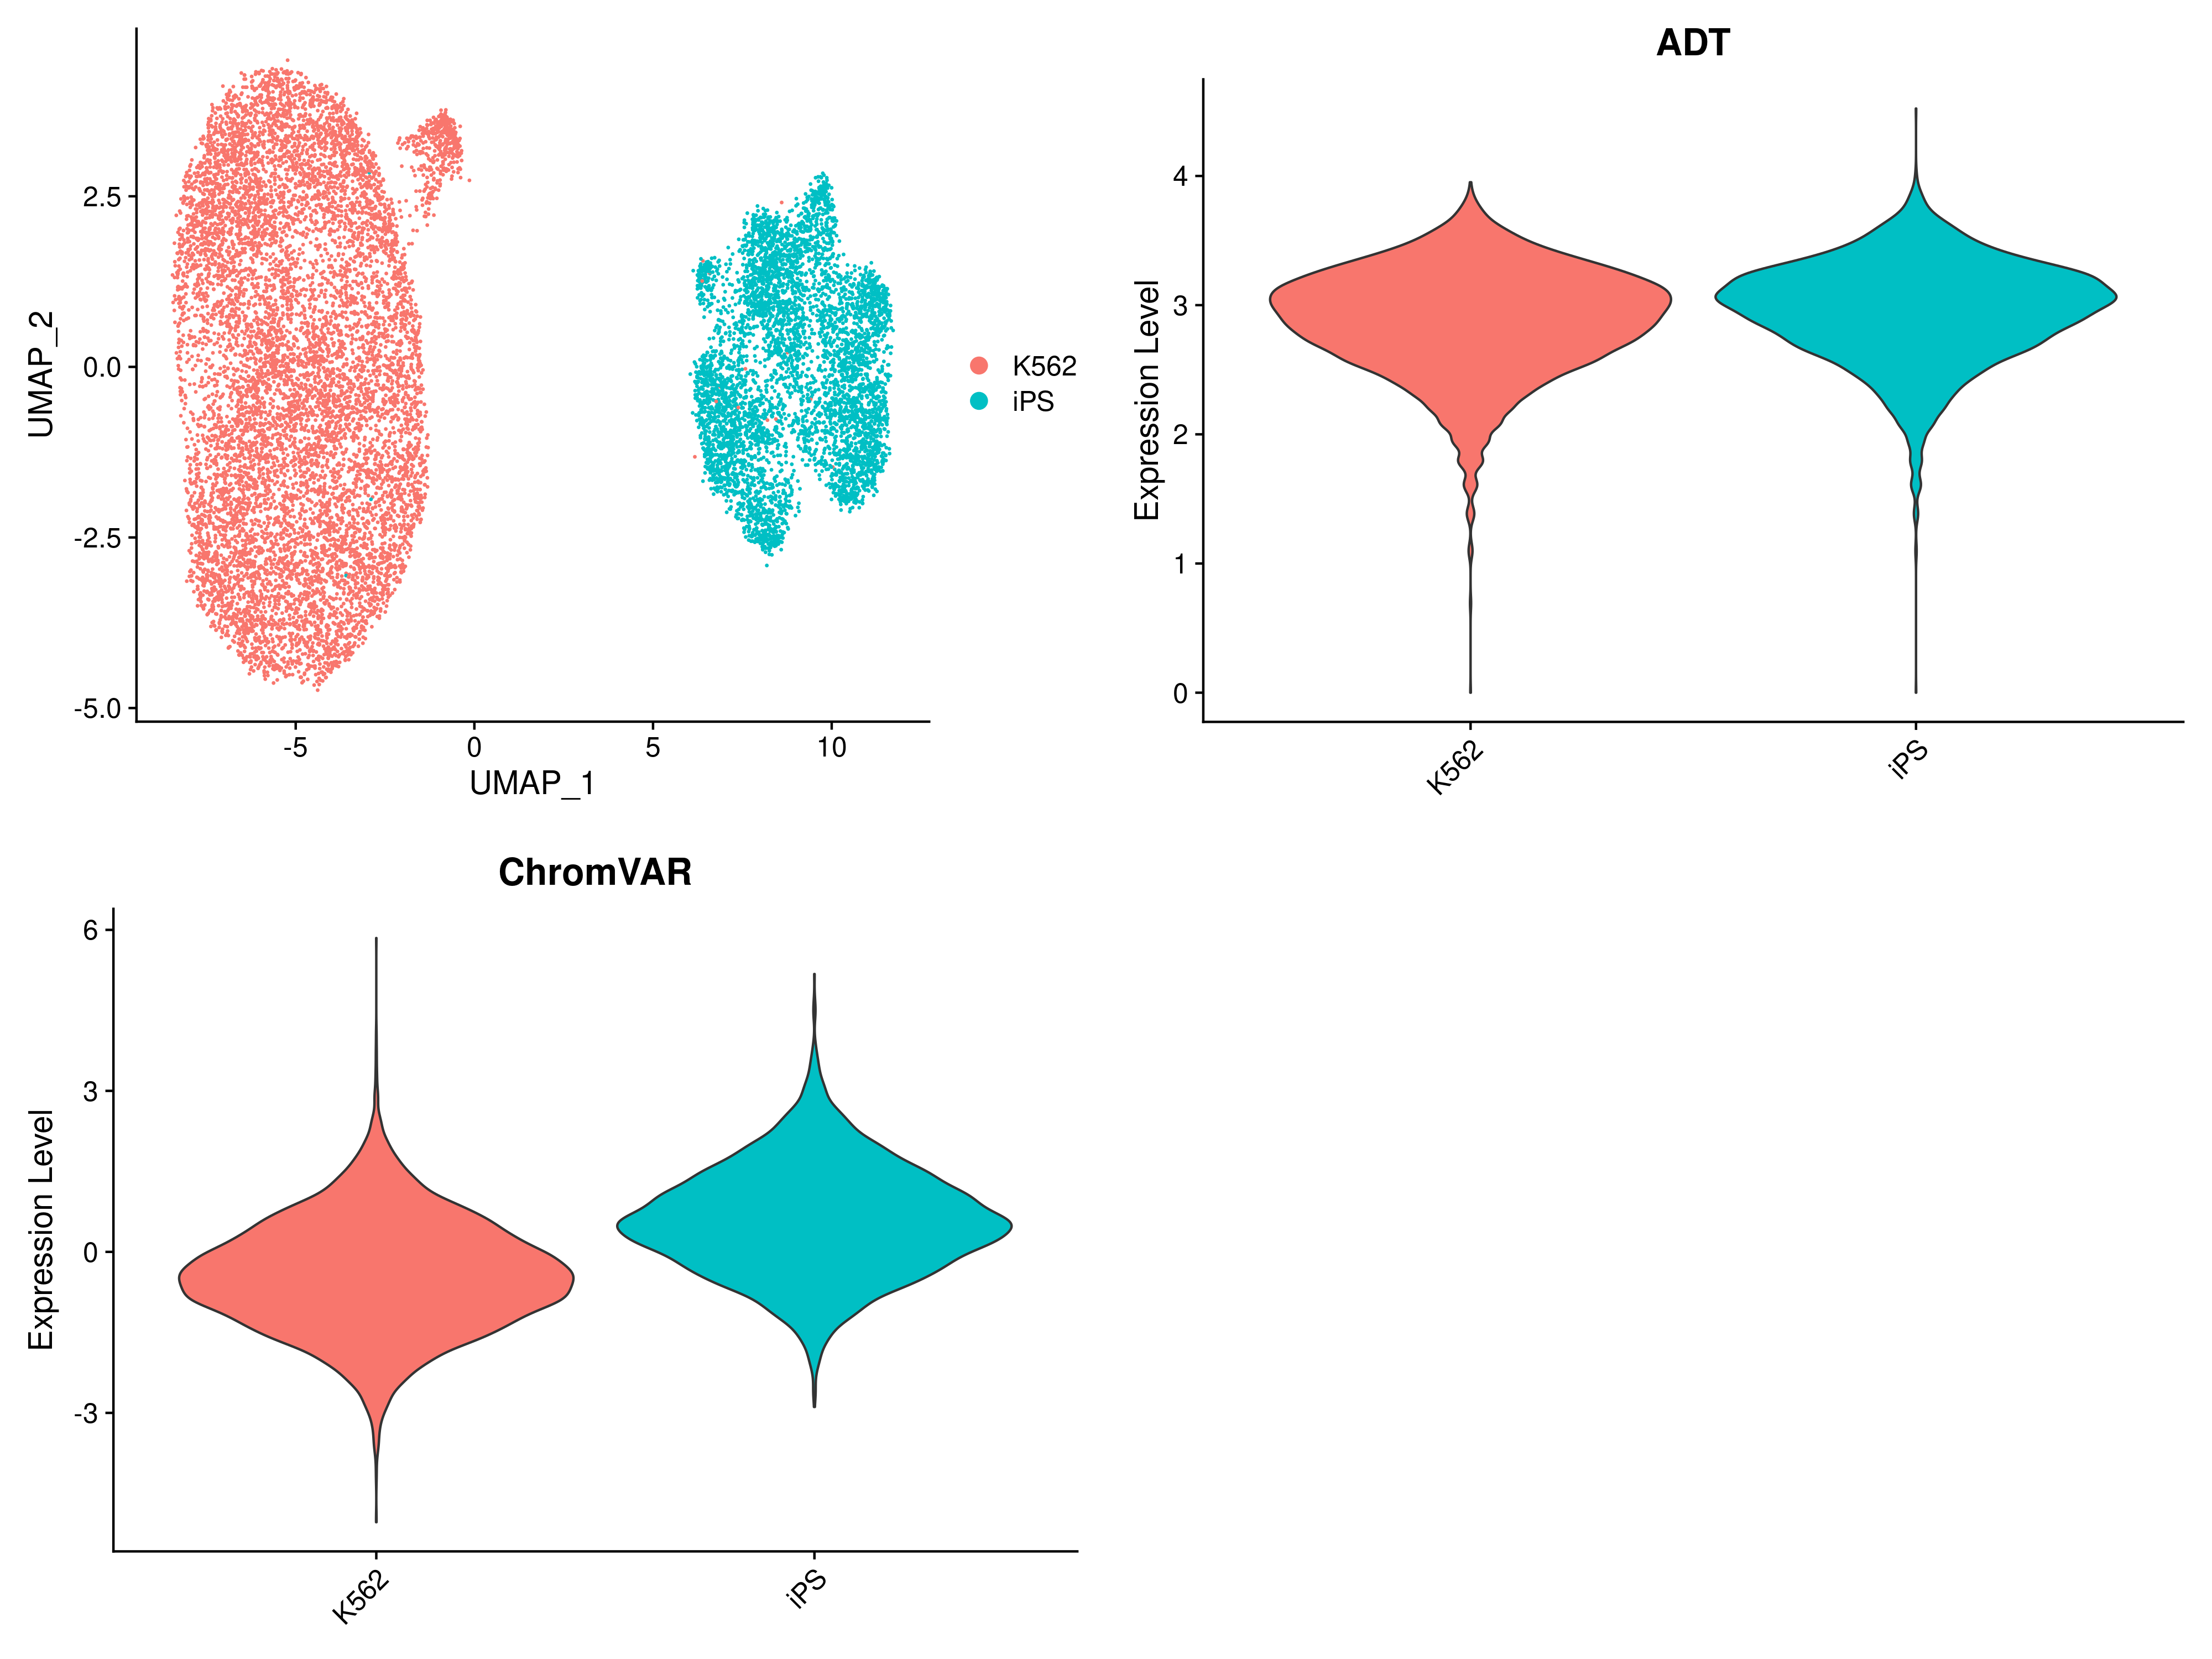 2.5
0.0
-2.5
-5.0
UMAP_2
-5
0
5
10
UMAP_1
K562
iPS
ADT
4
3
2
1
0
Expression Level
K562
iPS
ChromVAR
6
3
0
-3
Expression Level
K562
iPS